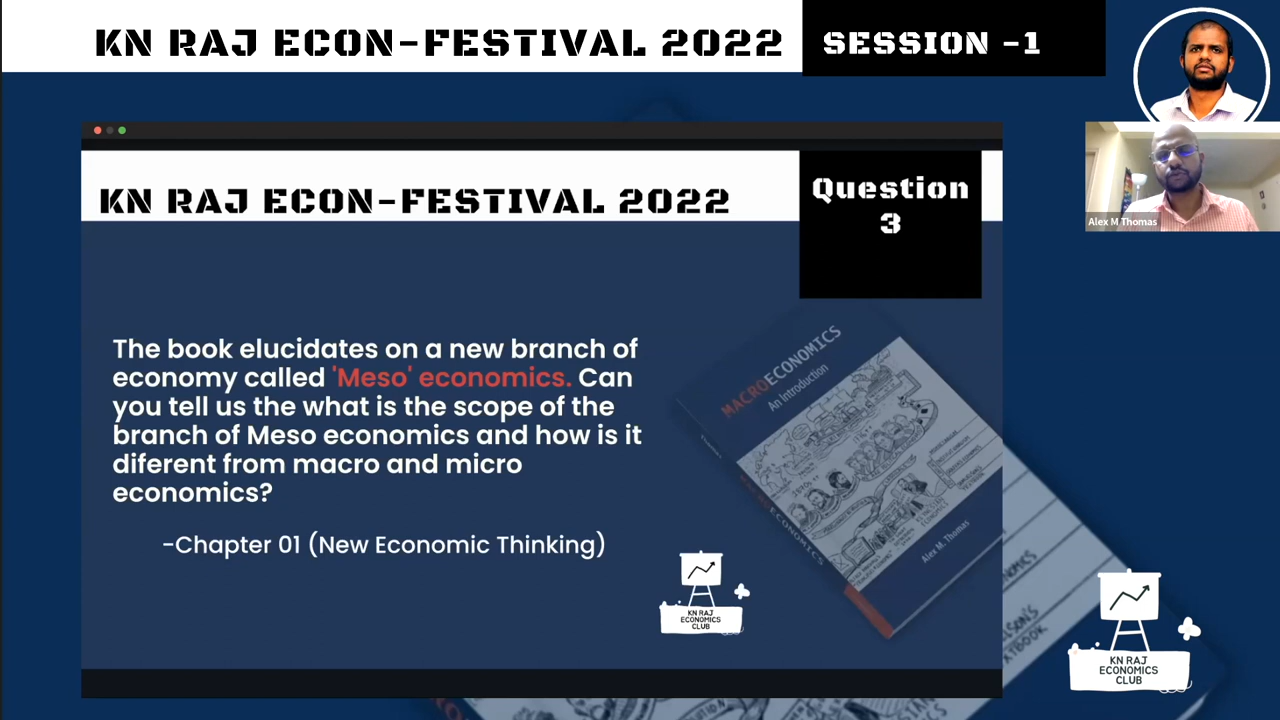 KN RAJ ECON-FESTIVAL 2022
SESSION -1
KN RAJ ECON-FESTIVAL 2022
Question
3
The book elucidates on a new branch of
economy called 'Meso' economics. Can
you tell us the what is the scope of the
branch of Meso economics and how is it
diferent from macro and micro
economics?
-Chapter 01 (New Economic Thinking)
MACROECONOMICS
An Introduction
Alex M. Thomas
KN RAJ
ECONOMICS
CLUB
Alex M Thomas
KN RAJ
ECONOMICS
CLUB